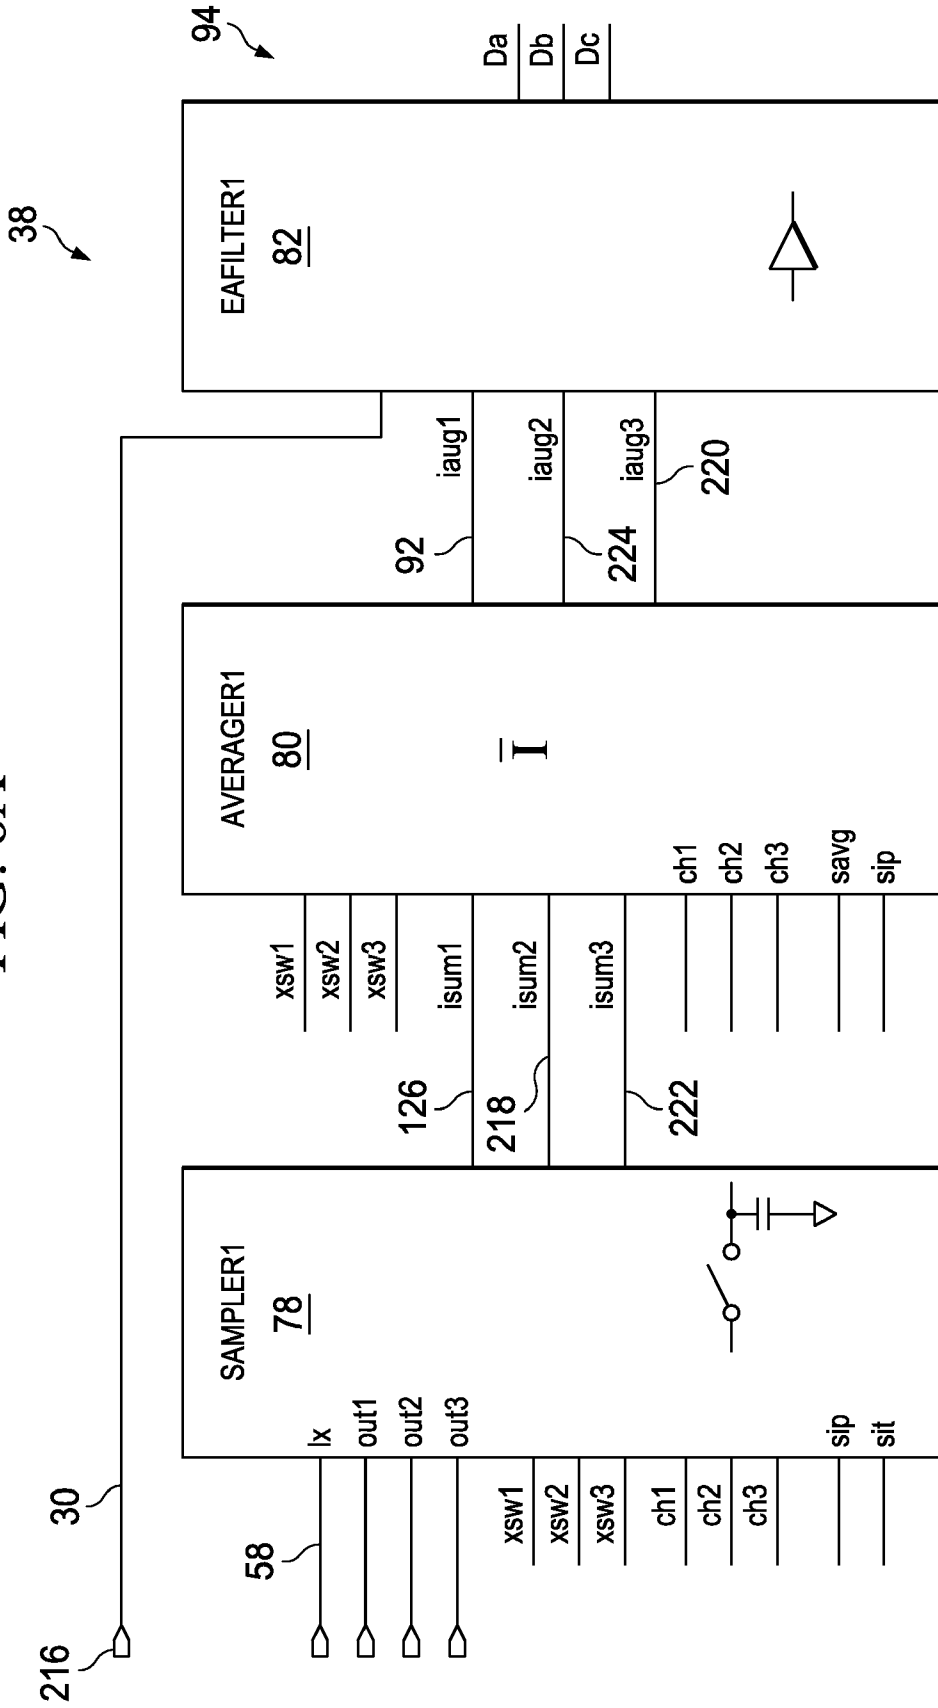 FIG.
38
94
216
30
SAMPLER1
78
58
lx
out1
out2
out3
xsw1
xsw2
xsw3
ch1
ch2
ch3
sip
sit
126
218
222
AVERAGER1
80
I
xsw1
xsw2
xsw3
isum1
isum2
isum3
ch1
ch2
ch3
savg
sip
92
224
220
iaug1
iaug2
iaug3
EAFILTER1
82
Da
Db
Dc